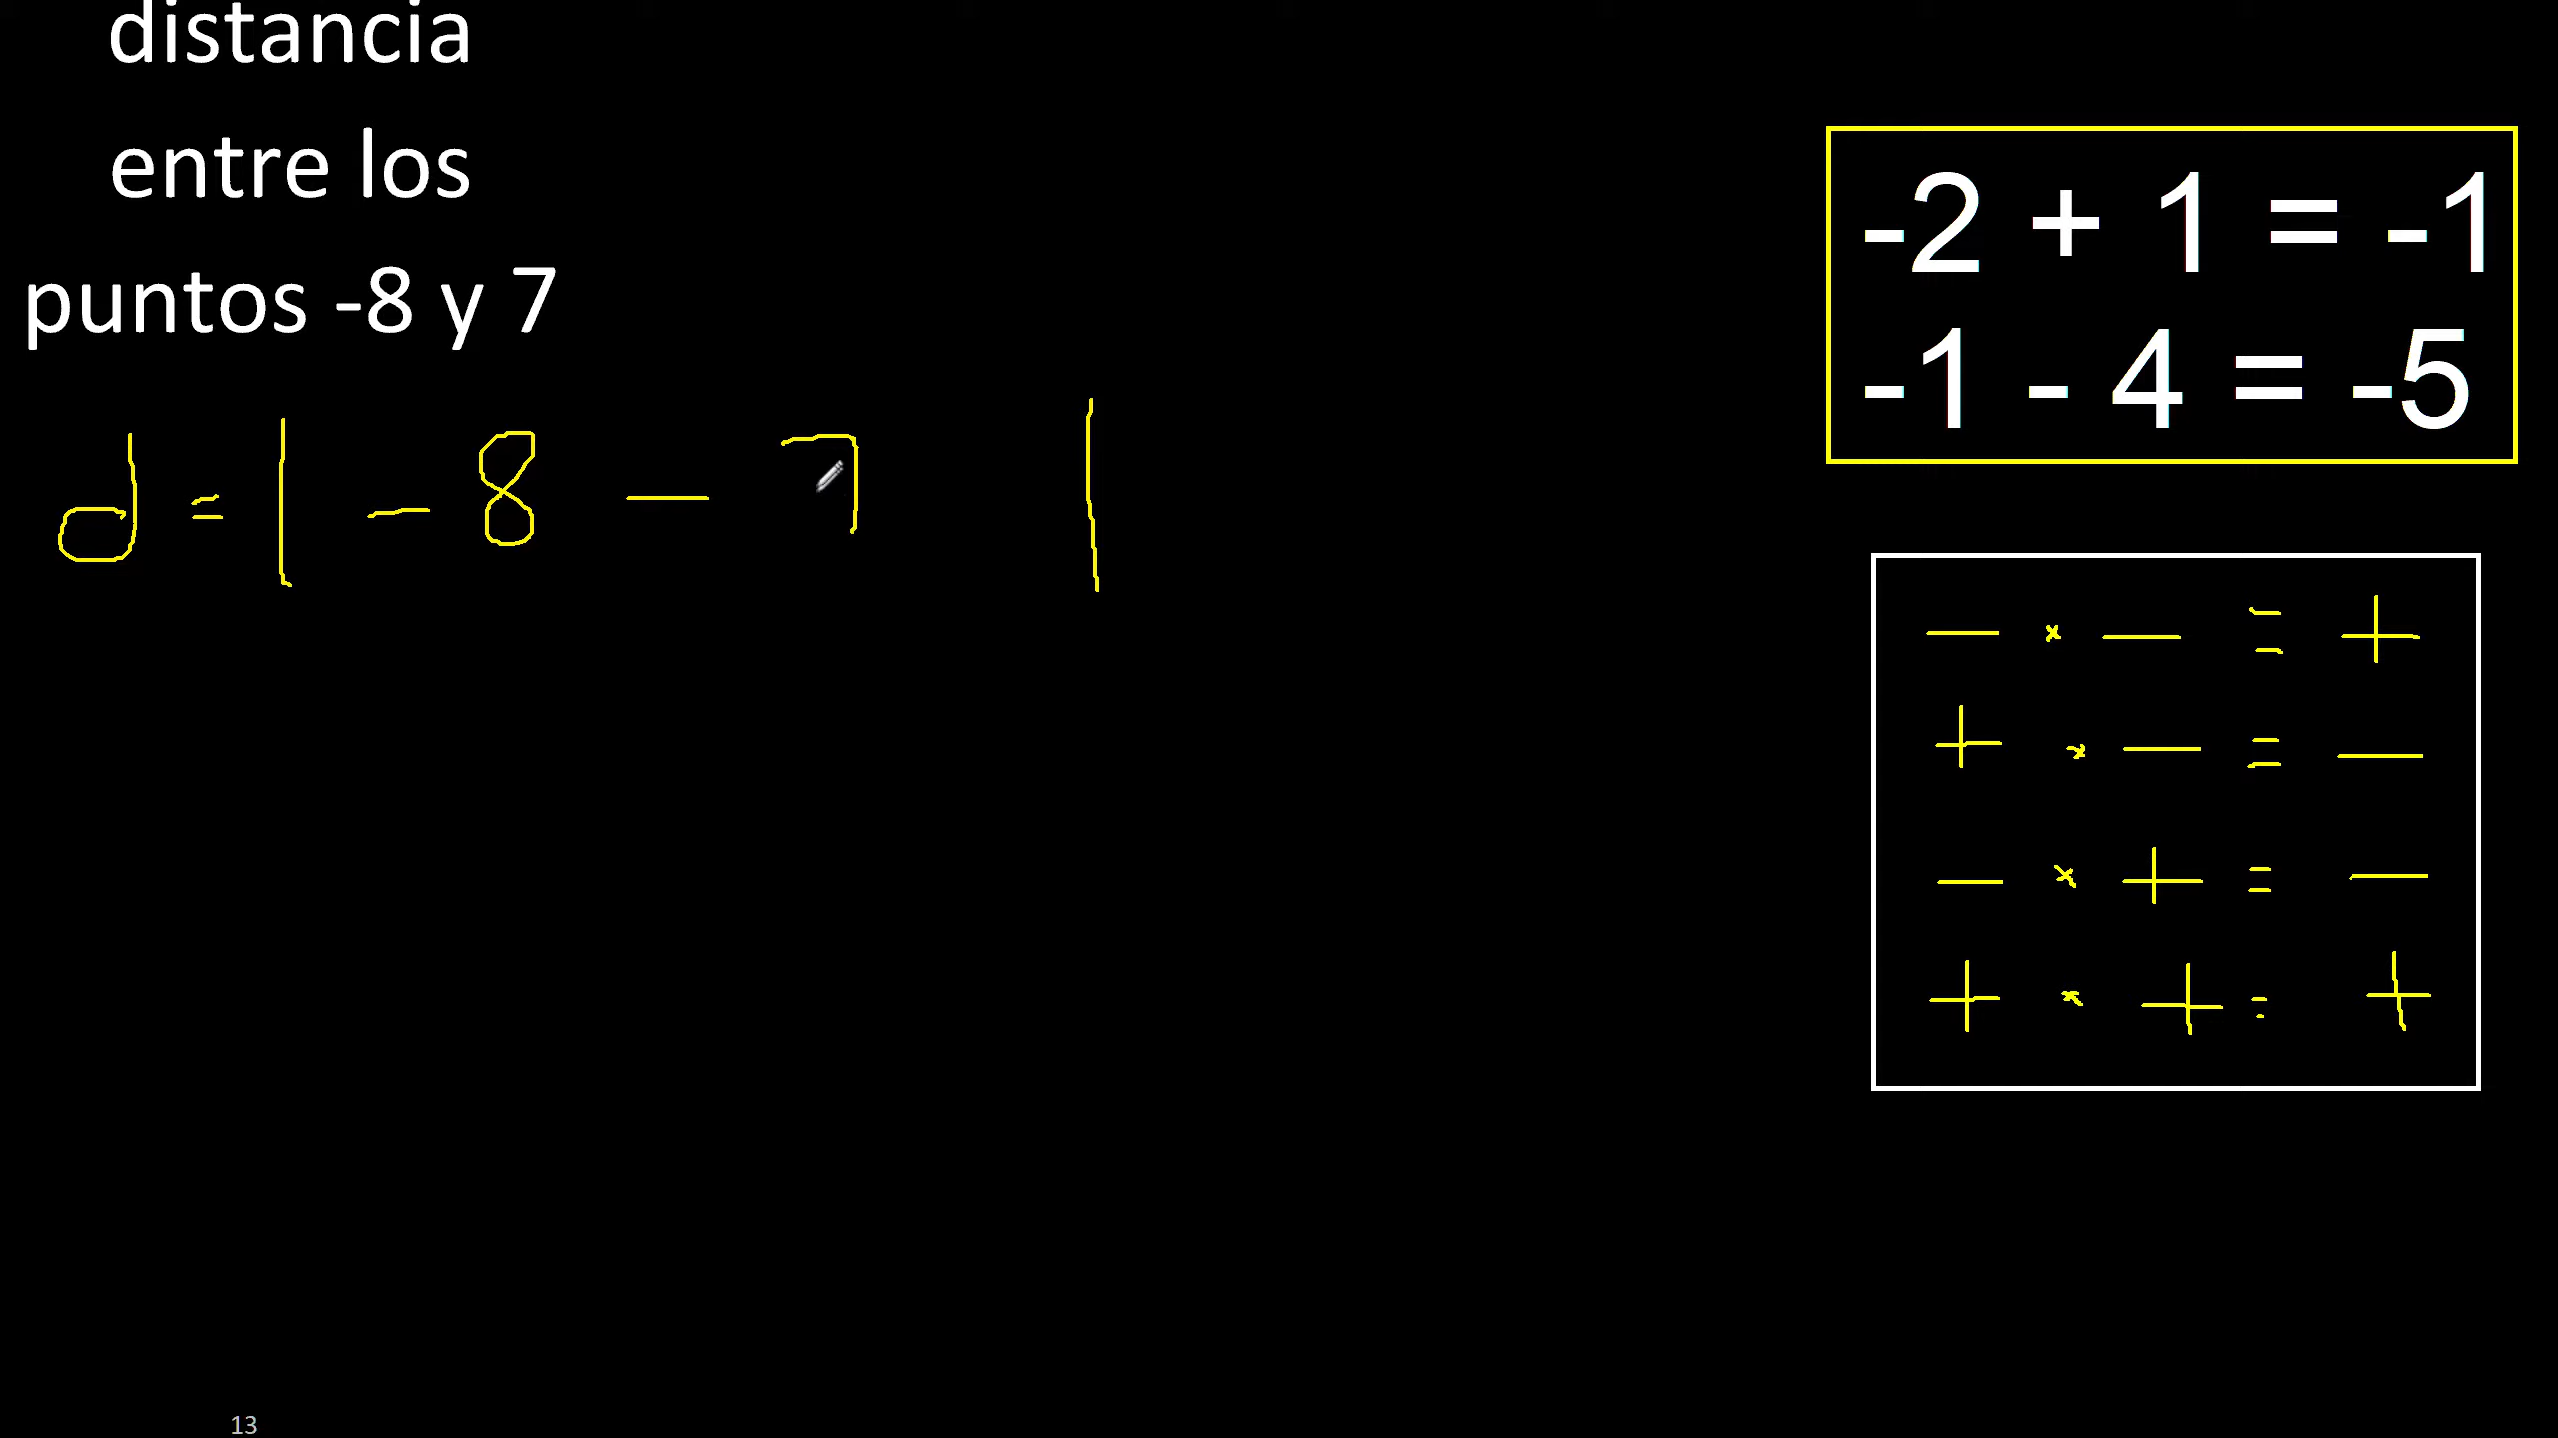 distancia
entre los
puntos -8 y 7
d = | - 8 - 7 |
-2 + 1 = -1
-1 - 4 = -5
- × - = +
+ × - = -
- × + = -
+ × + = +
13